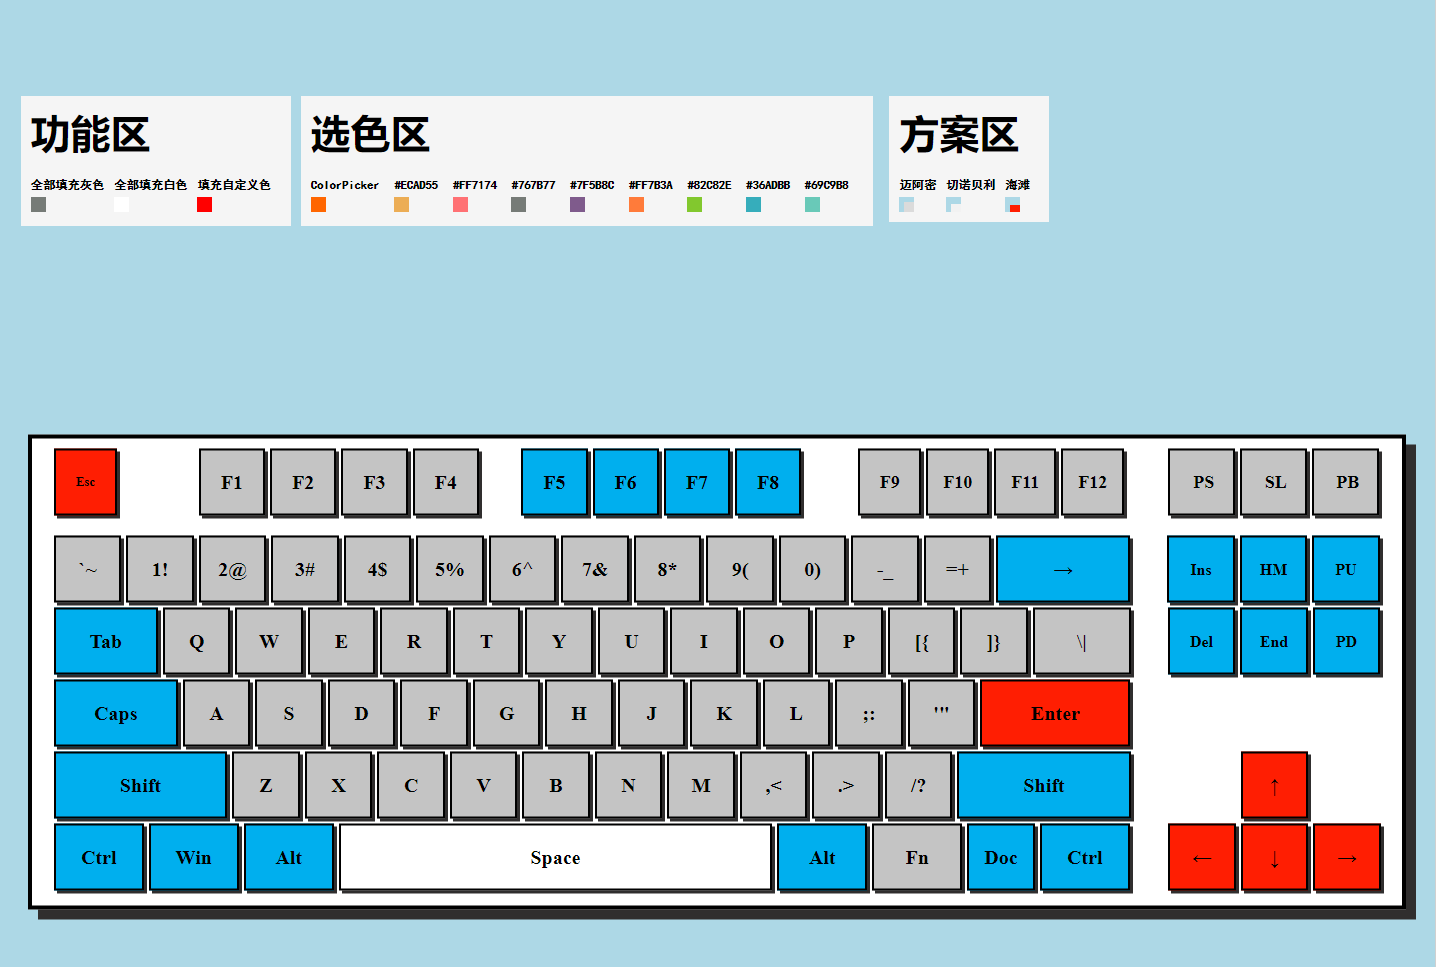 功能区
全部填充灰色 全部填充白色 填充自定义色
选色区
ColorPicker #ECAD55 #FF7174 #767B77 #7F5B8C #FF7B3A #82C82E #36ADBB #69C9B8
方案区
迈阿密 切诺贝利 海滩
Esc F1 F2 F3 F4 F5 F6 F7 F8 F9 F10 F11 F12 PS SL PB
`~ 1! 2@ 3# 4$ 5% 6^ 7& 8* 9( 0) -_ =+ → Ins HM PU
Tab Q W E R T Y U I O P [{ ]} \| Del End PD
Caps A S D F G H J K L ;: '" Enter
Shift Z X C V B N M ,< .> /? Shift ↑
Ctrl Win Alt Space Alt Fn Doc Ctrl ← ↓ →